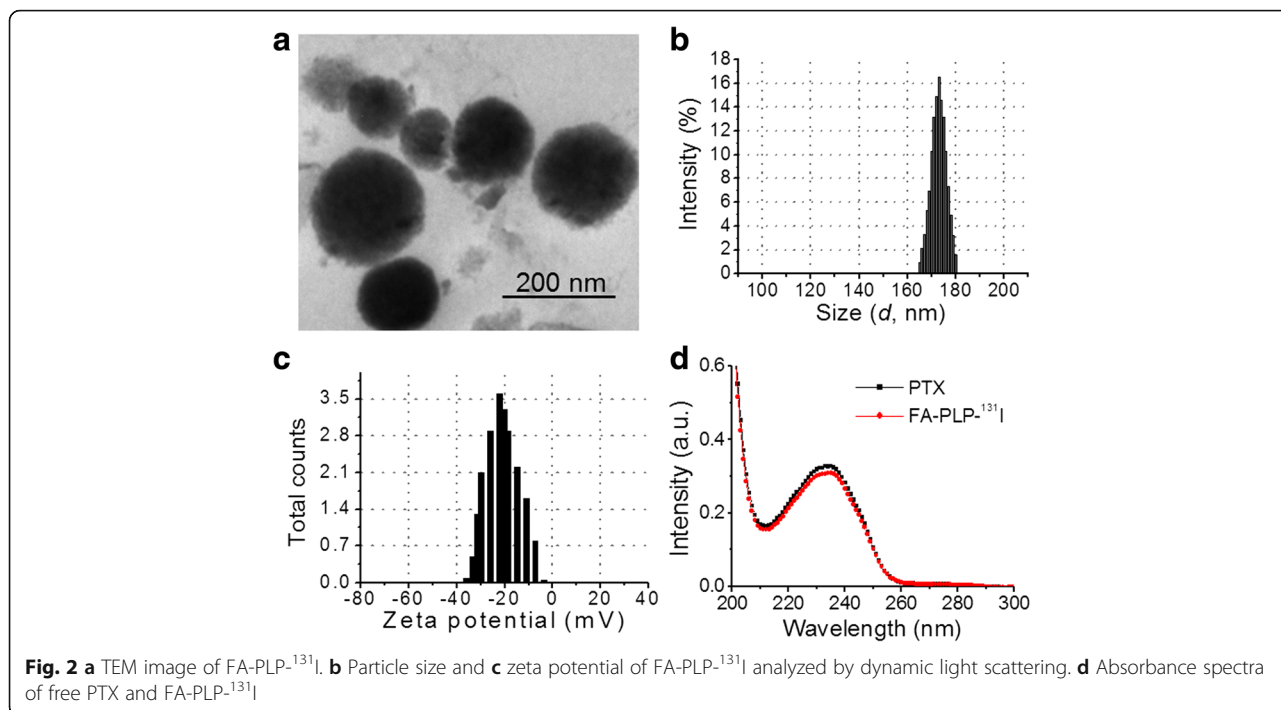 a
200 nm
b
18
16
14
12
10
8
6
4
2
0
Intensity (%)
100 120 140 160 180 200
Size (d, nm)
c
3.5
2.8
2.1
1.4
0.7
0.0
Total counts
-80 -60 -40 -20 0 20 40
Zeta potential (mV)
d
0.6
0.4
0.2
0.0
Intensity (a.u.)
PTX
FA-PLP-¹³¹I
200 220 240 260 280 300
Wavelength (nm)
Fig. 2 a TEM image of FA-PLP-¹³¹I. b Particle size and c zeta potential of FA-PLP-¹³¹I analyzed by dynamic light scattering. d Absorbance spectra
of free PTX and FA-PLP-¹³¹I